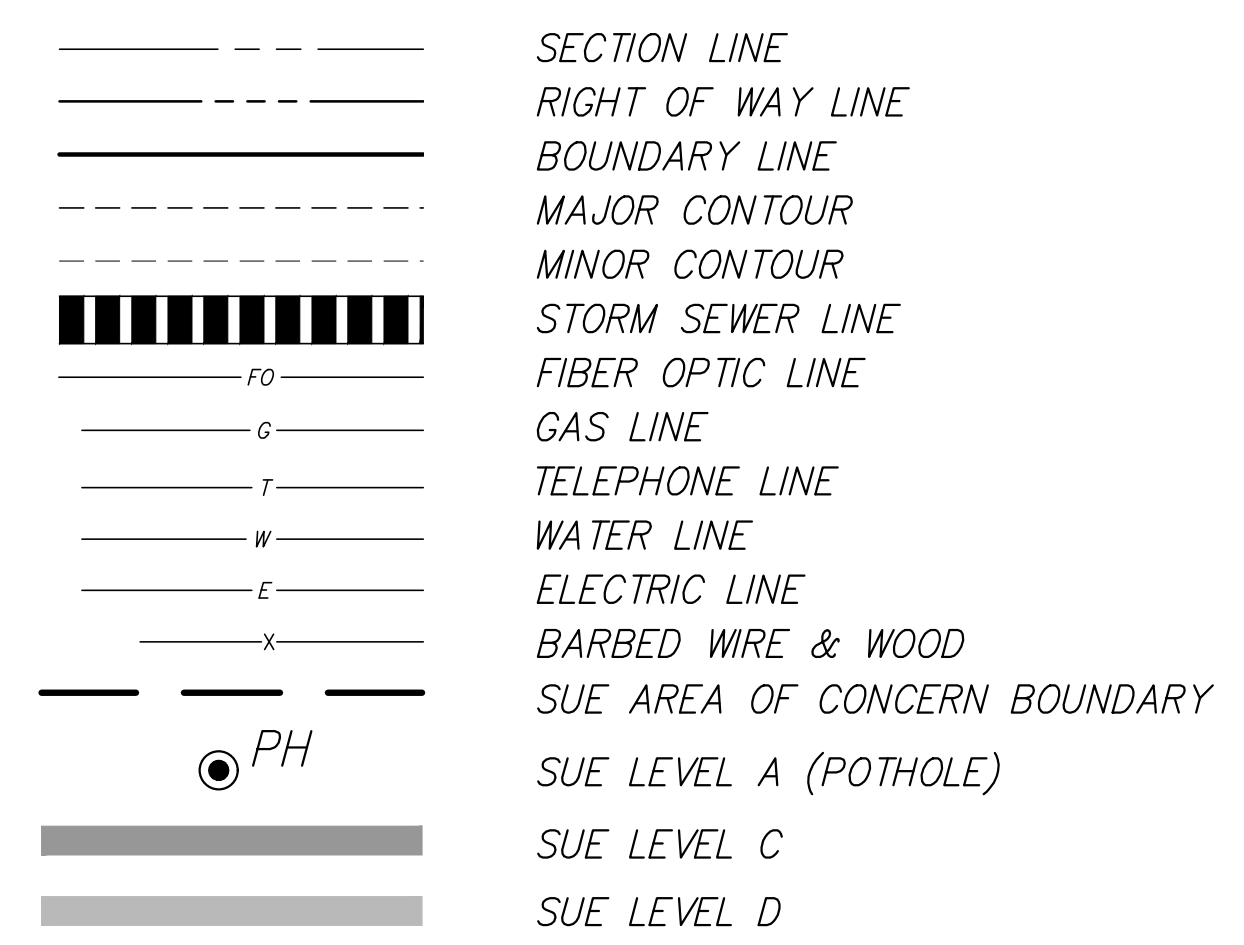 SECTION LINE
RIGHT OF WAY LINE
BOUNDARY LINE
MAJOR CONTOUR
MINOR CONTOUR
STORM SEWER LINE
FO FIBER OPTIC LINE
G GAS LINE
T TELEPHONE LINE
W WATER LINE
E ELECTRIC LINE
X BARBED WIRE & WOOD
SUE AREA OF CONCERN BOUNDARY
PH SUE LEVEL A (POTHOLE)
SUE LEVEL C
SUE LEVEL D